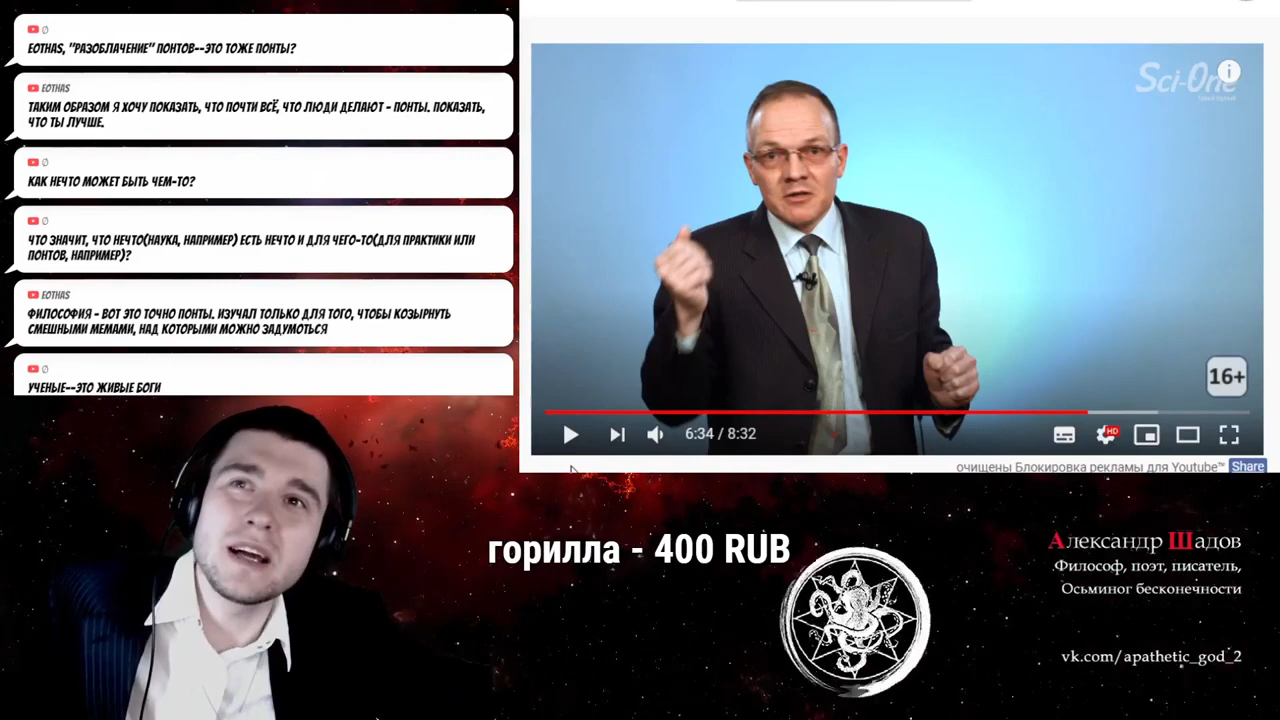 Ø
EOTHAS, "РАЗОБЛАЧЕНИЕ" ПОНТОВ--ЭТО ТОЖЕ ПОНТЫ?
EOTHAS
ТАКИМ ОБРАЗОМ Я ХОЧУ ПОКАЗАТЬ, ЧТО ПОЧТИ ВСЁ, ЧТО ЛЮДИ ДЕЛАЮТ - ПОНТЫ. ПОКАЗАТЬ,
ЧТО ТЫ ЛУЧШЕ.
Ø
КАК НЕЧТО МОЖЕТ БЫТЬ ЧЕМ-ТО?
Ø
ЧТО ЗНАЧИТ, ЧТО НЕЧТО(НАУКА, НАПРИМЕР) ЕСТЬ НЕЧТО И ДЛЯ ЧЕГО-ТО(ДЛЯ ПРАКТИКИ ИЛИ
ПОНТОВ, НАПРИМЕР)?
EOTHAS
ФИЛОСОФИЯ - ВОТ ЭТО ТОЧНО ПОНТЫ. ИЗУЧАЛ ТОЛЬКО ДЛЯ ТОГО, ЧТОБЫ КОЗЫРНУТЬ
СМЕШНЫМИ МЕМАМИ, НАД КОТОРЫМИ МОЖНО ЗАДУМОТЬСЯ
Ø
УЧЕНЫЕ--ЭТО ЖИВЫЕ БОГИ
Sci-One
16+
6:34 / 8:32
HD
очищены Блокировка рекламы для Youtube™ Share
горилла - 400 RUB
Александр Шадов
Философ, поэт, писатель,
Осьминог бесконечности
vk.com/apathetic_god_2